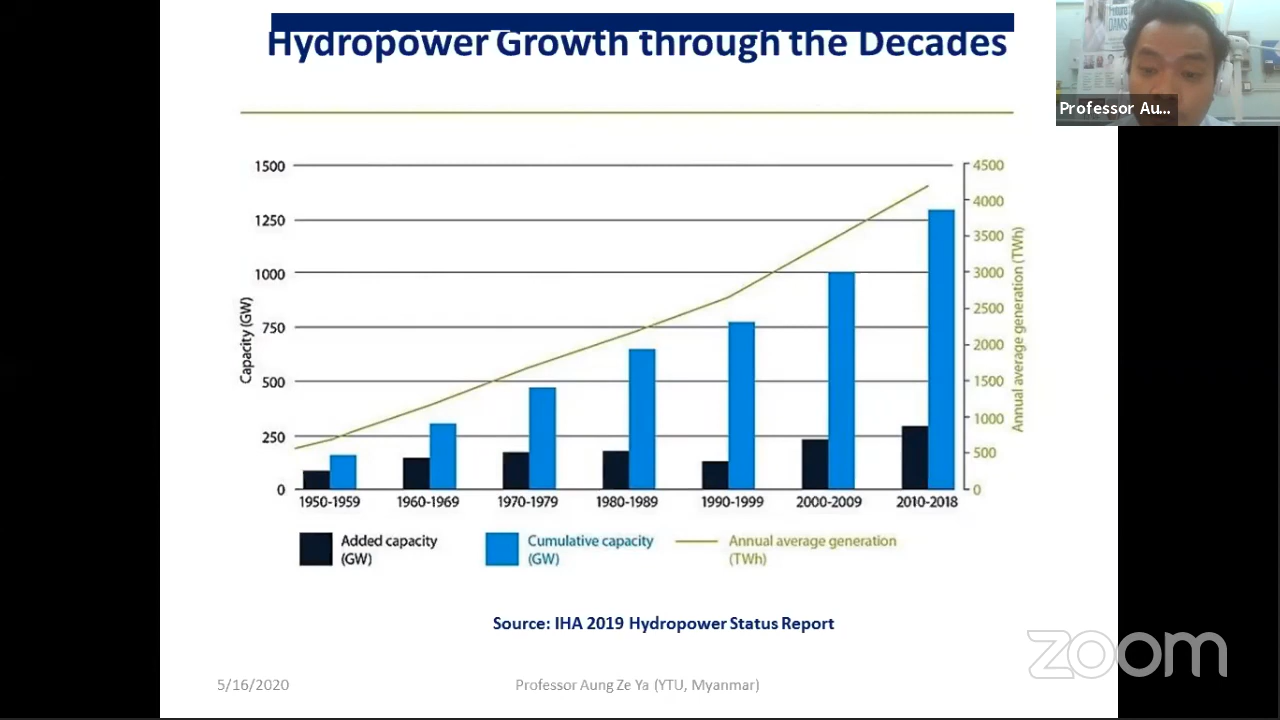 Hydropower Growth through the Decades
Professor Au...
1500
1250
1000
750
500
250
0
Capacity (GW)
4500
4000
3500
3000
2500
2000
1500
1000
500
0
Annual average generation (TWh)
1950-1959
1960-1969
1970-1979
1980-1989
1990-1999
2000-2009
2010-2018
Added capacity
(GW)
Cumulative capacity
(GW)
Annual average generation
(TWh)
Source: IHA 2019 Hydropower Status Report
zoom
5/16/2020
Professor Aung Ze Ya (YTU, Myanmar)